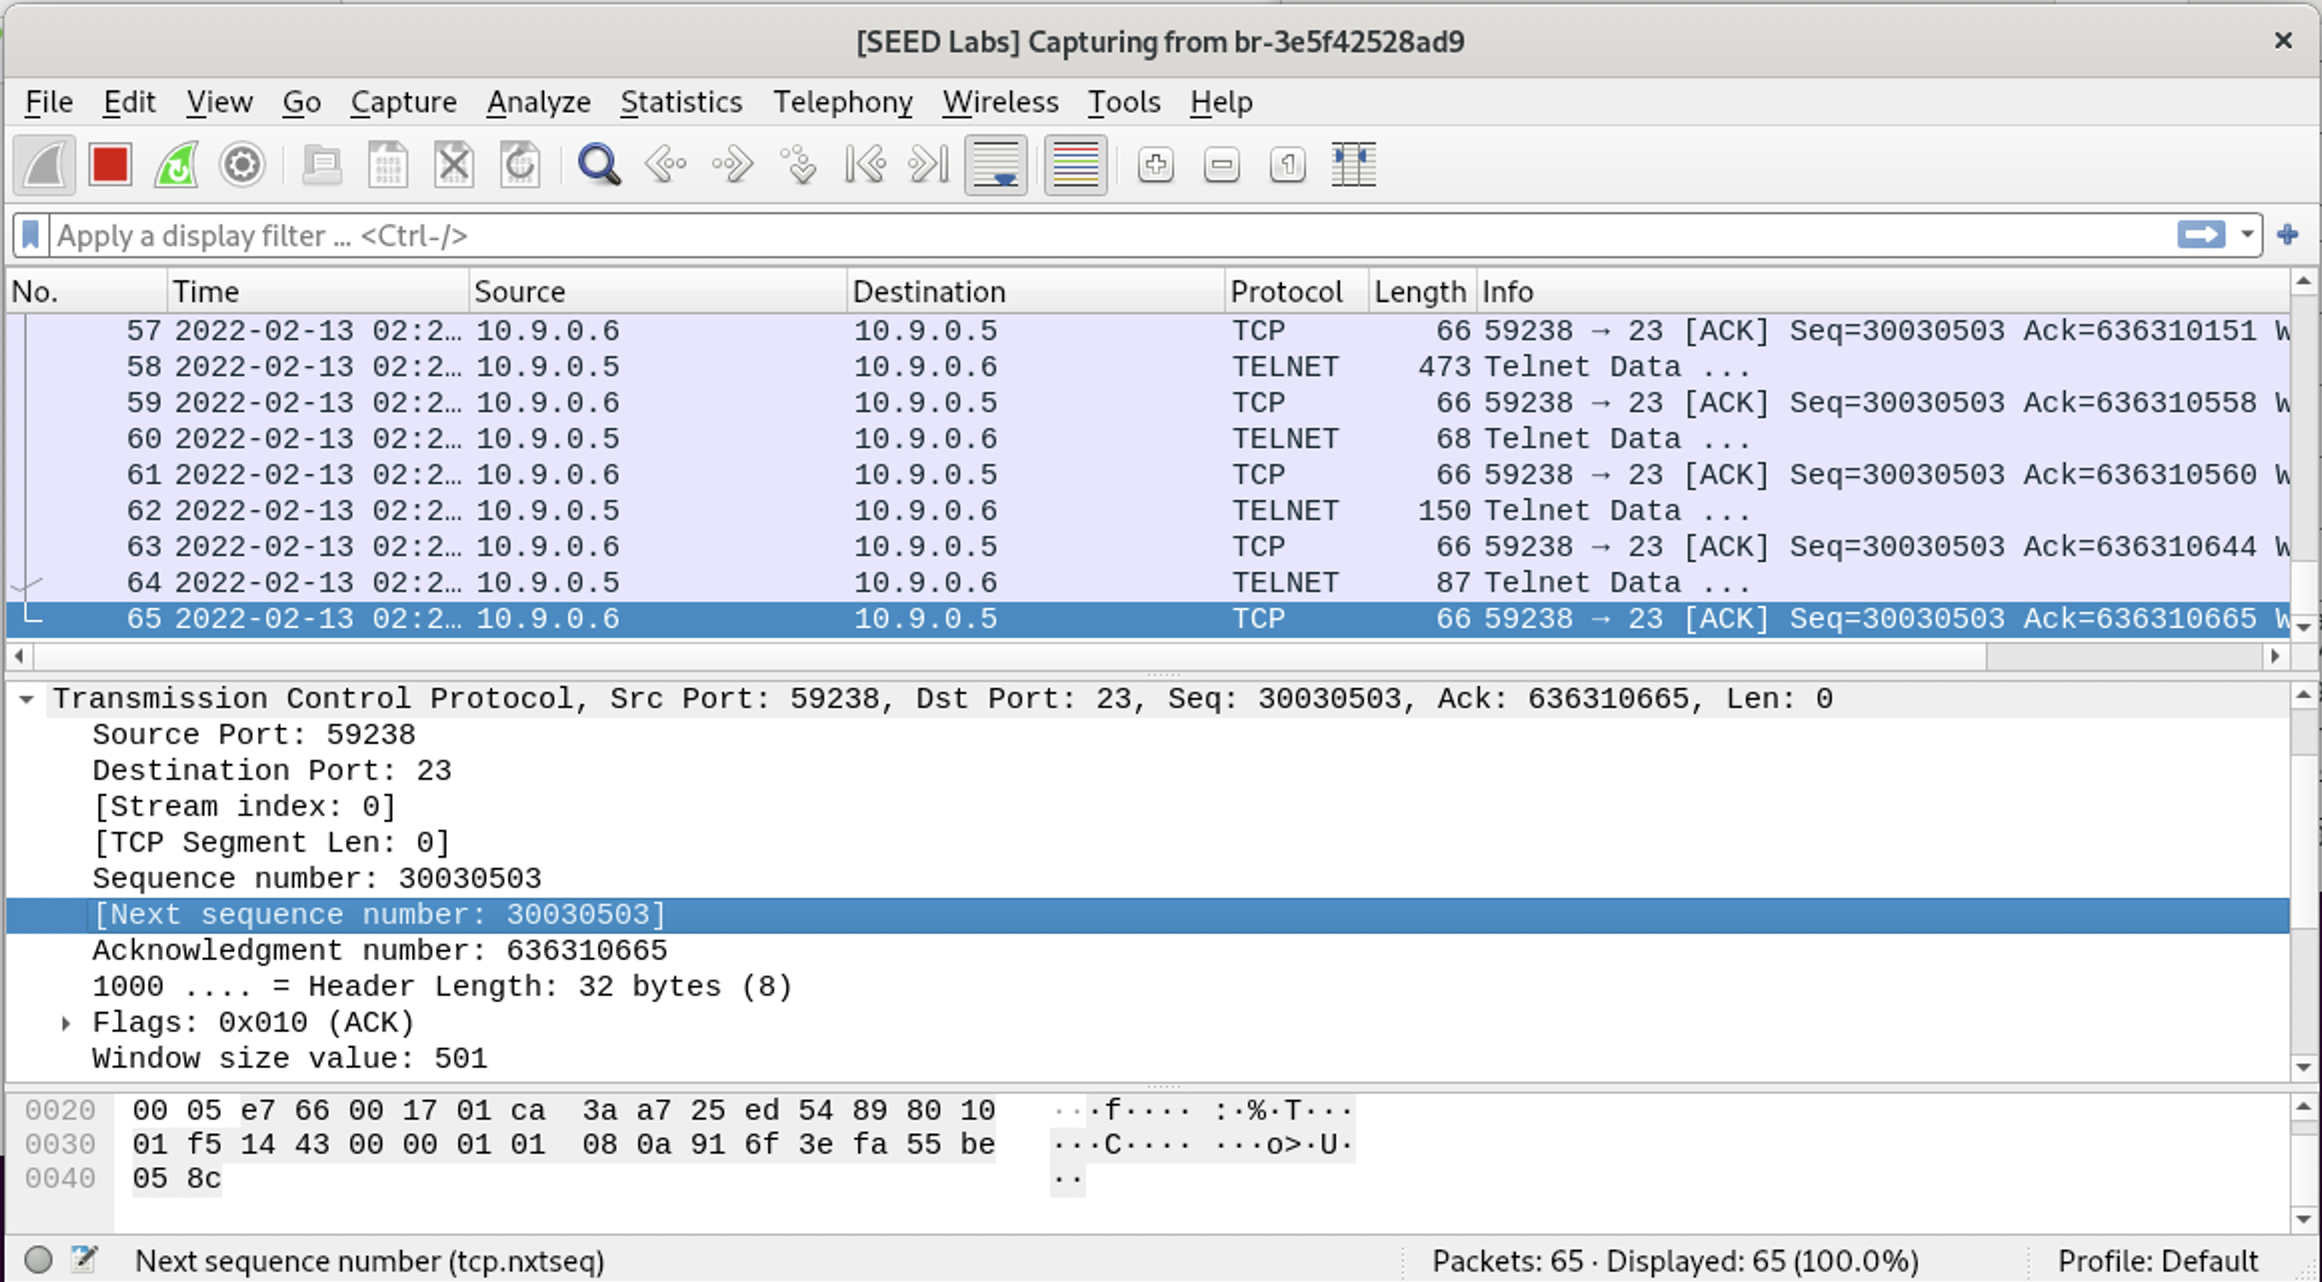 [SEED Labs] Capturing from br-3e5f42528ad9
File Edit View Go Capture Analyze Statistics Telephony Wireless Tools Help
Apply a display filter ... <Ctrl-/>
No. Time Source Destination Protocol Length Info
57 2022-02-13 02:2… 10.9.0.6 10.9.0.5 TCP 66 59238 → 23 [ACK] Seq=30030503 Ack=636310151 W
58 2022-02-13 02:2… 10.9.0.5 10.9.0.6 TELNET 473 Telnet Data ...
59 2022-02-13 02:2… 10.9.0.6 10.9.0.5 TCP 66 59238 → 23 [ACK] Seq=30030503 Ack=636310558 W
60 2022-02-13 02:2… 10.9.0.5 10.9.0.6 TELNET 68 Telnet Data ...
61 2022-02-13 02:2… 10.9.0.6 10.9.0.5 TCP 66 59238 → 23 [ACK] Seq=30030503 Ack=636310560 W
62 2022-02-13 02:2… 10.9.0.5 10.9.0.6 TELNET 150 Telnet Data ...
63 2022-02-13 02:2… 10.9.0.6 10.9.0.5 TCP 66 59238 → 23 [ACK] Seq=30030503 Ack=636310644 W
64 2022-02-13 02:2… 10.9.0.5 10.9.0.6 TELNET 87 Telnet Data ...
65 2022-02-13 02:2… 10.9.0.6 10.9.0.5 TCP 66 59238 → 23 [ACK] Seq=30030503 Ack=636310665 W
Transmission Control Protocol, Src Port: 59238, Dst Port: 23, Seq: 30030503, Ack: 636310665, Len: 0
Source Port: 59238
Destination Port: 23
[Stream index: 0]
[TCP Segment Len: 0]
Sequence number: 30030503
[Next sequence number: 30030503]
Acknowledgment number: 636310665
1000 .... = Header Length: 32 bytes (8)
Flags: 0x010 (ACK)
Window size value: 501
0020 00 05 e7 66 00 17 01 ca 3a a7 25 ed 54 89 80 10 ···f···· :·%·T···
0030 01 f5 14 43 00 00 01 01 08 0a 91 6f 3e fa 55 be ···C···· ···o>·U·
0040 05 8c ··
Next sequence number (tcp.nxtseq) Packets: 65 · Displayed: 65 (100.0%) Profile: Default